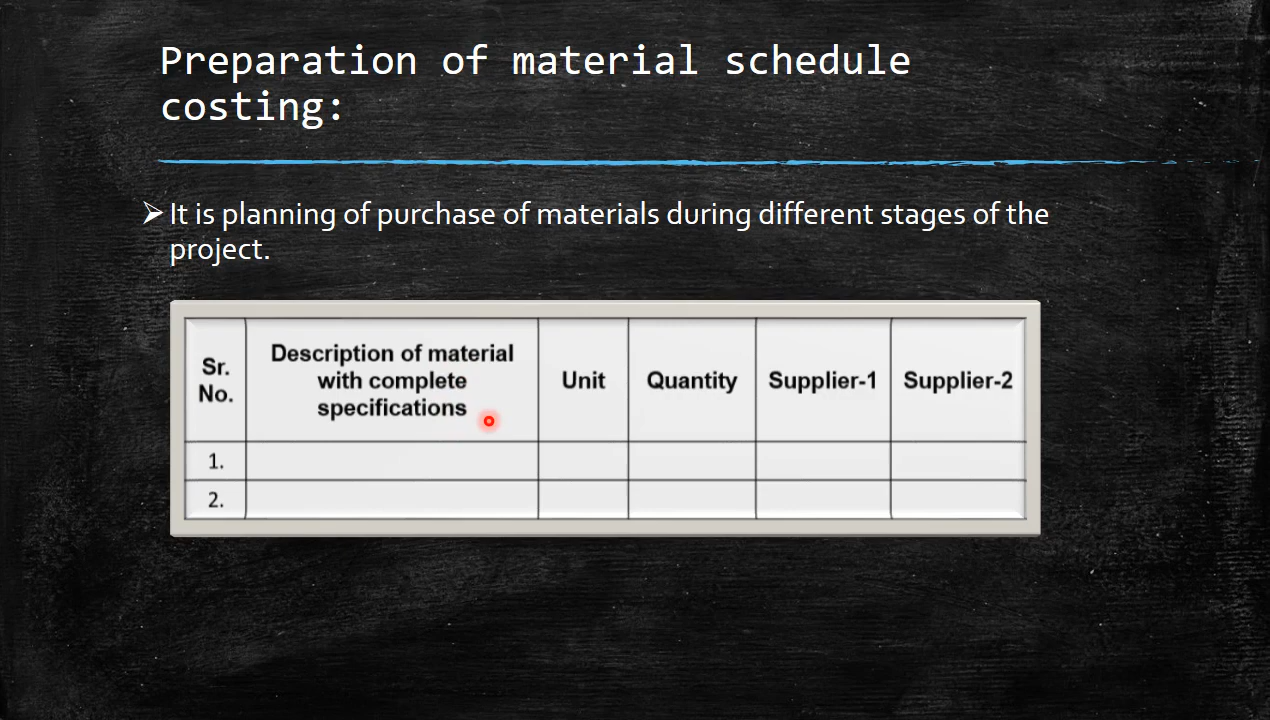 Preparation of material schedule
costing:
It is planning of purchase of materials during different stages of the
project.
Sr.
No.
Description of material
with complete
specifications
Unit
Quantity
Supplier-1
Supplier-2
1.
2.